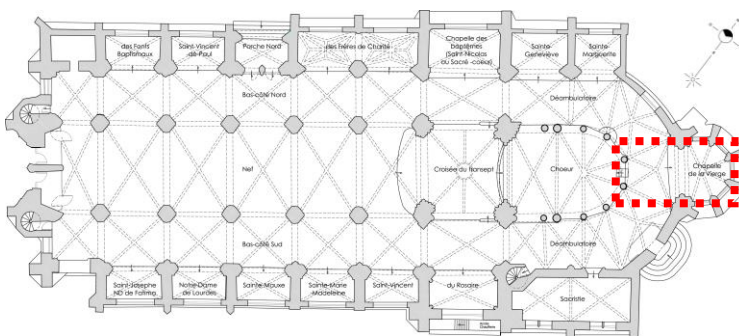 des Fonts
Baptismaux
Saint-Vincent
de-Paul
Porche Nord
des Frères de Charité
Chapelle des
baptêmes
(Saint-Nicolas
ou Sacré-coeur)
Sainte-
Geneviève
Sainte-
Marguerite
Bas-côté Nord
Déambulatoire
Nef
Croisée du transept
Choeur
Chapelle
de la Vierge
Bas-côté Sud
Déambulatoire
Saint-Josephe
ND de Fatima
Notre-Dame
de Lourdes
Sainte-Mauxe
Sainte-Marie
Madeleine
Saint-Vincent
du Rosaire
Sacristie